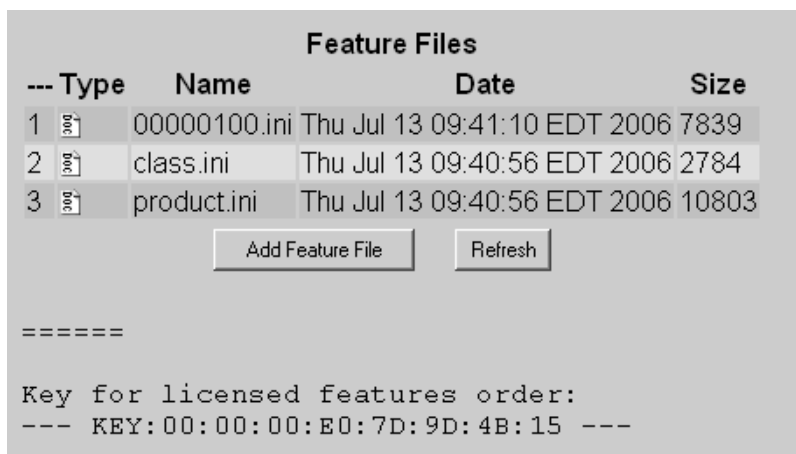 Feature Files
--- Type Name Date Size
1 00000100.ini Thu Jul 13 09:41:10 EDT 2006 7839
2 class.ini Thu Jul 13 09:40:56 EDT 2006 2784
3 product.ini Thu Jul 13 09:40:56 EDT 2006 10803
Add Feature File Refresh
======
Key for licensed features order:
--- KEY:00:00:00:E0:7D:9D:4B:15 ---